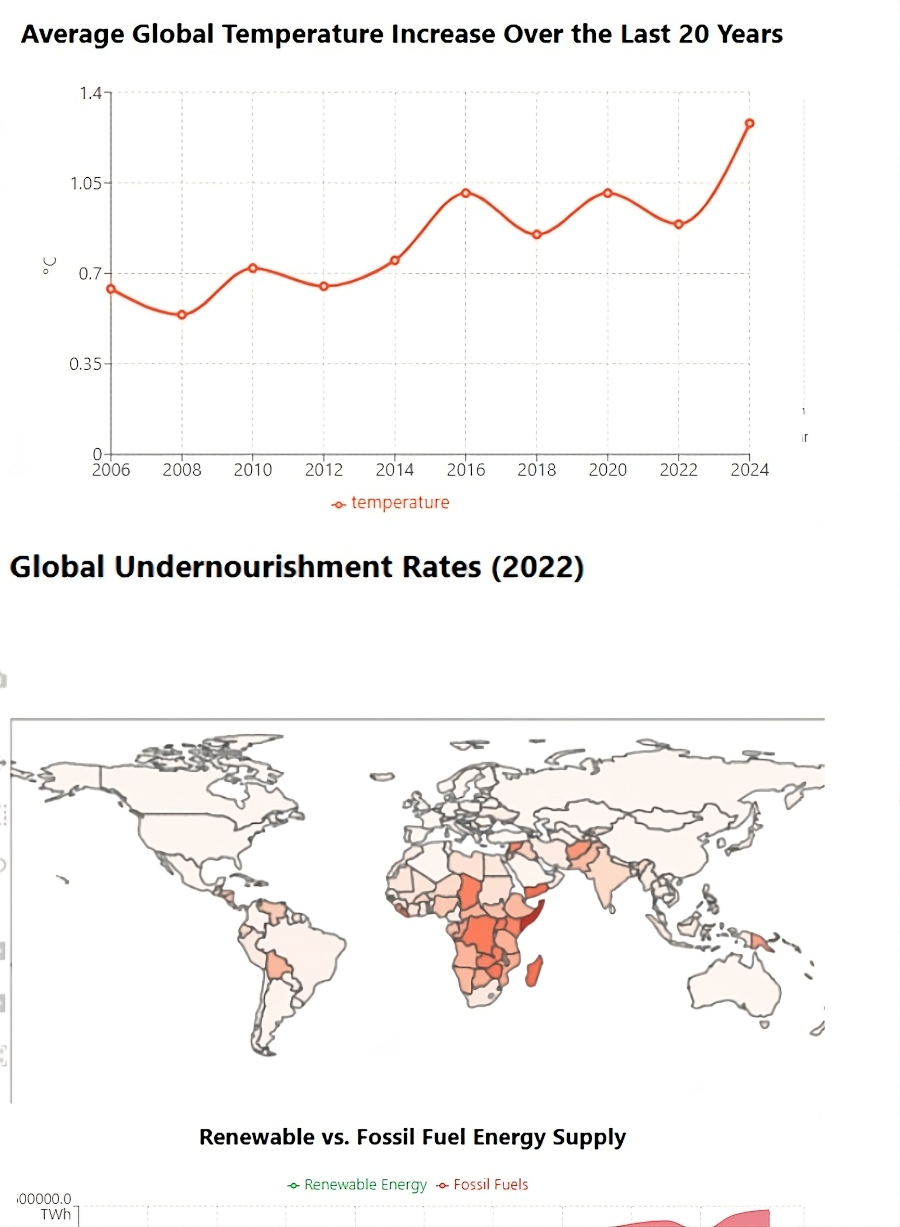 Average Global Temperature Increase Over the Last 20 Years
1.4
1.05
°C
0.7
0.35
0
2006 2008 2010 2012 2014 2016 2018 2020 2022 2024
temperature
Global Undernourishment Rates (2022)
Renewable vs. Fossil Fuel Energy Supply
Renewable Energy Fossil Fuels
00000.0
TWh